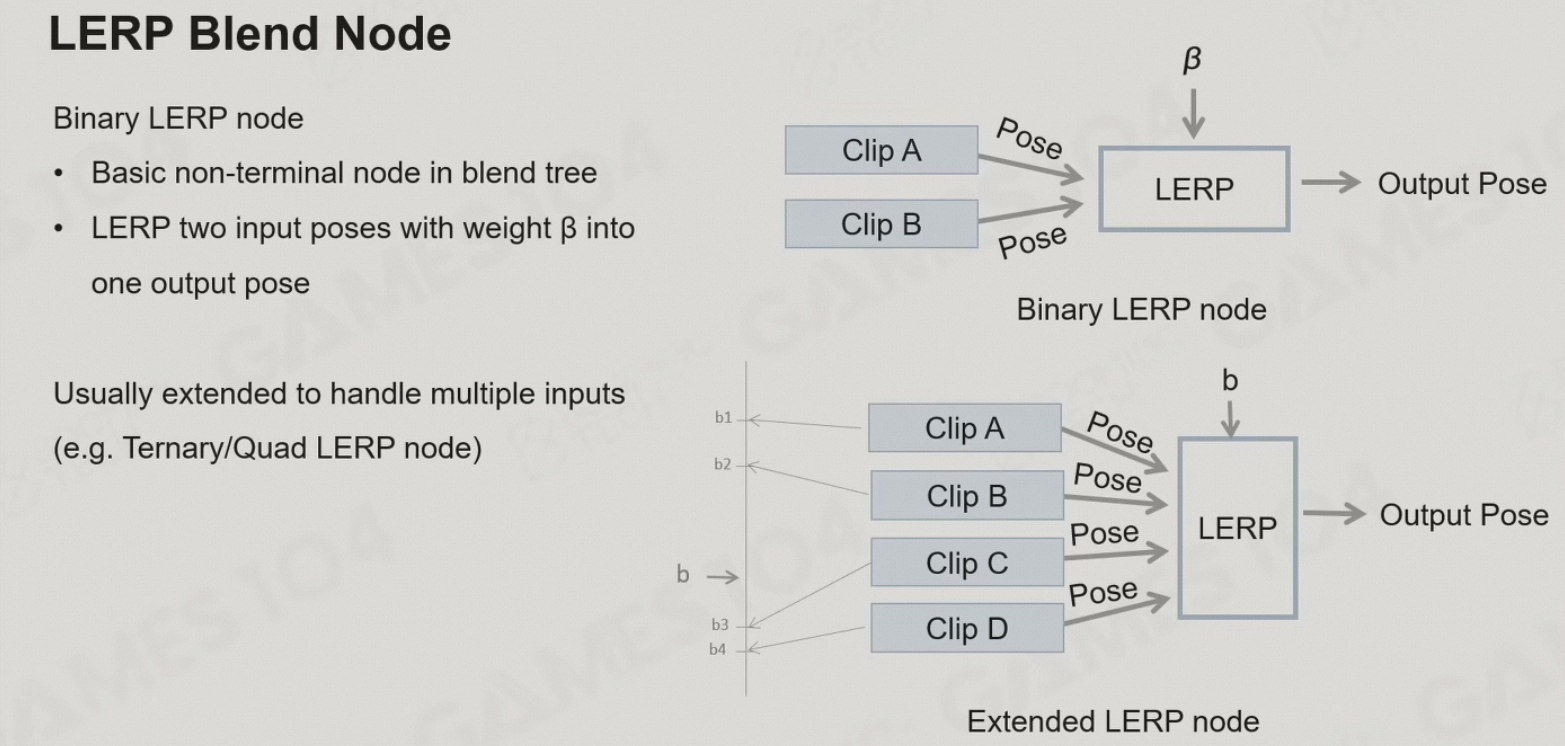 LERP Blend Node
Binary LERP node
• Basic non-terminal node in blend tree
• LERP two input poses with weight β into
one output pose
Usually extended to handle multiple inputs
(e.g. Ternary/Quad LERP node)
β
Clip A
Pose
LERP
Output Pose
Clip B
Pose
Binary LERP node
b
b1
b2
b
b3
b4
Clip A
Pose
Clip B
Pose
Clip C
Pose
Clip D
Pose
LERP
Output Pose
Extended LERP node
GAMES 104